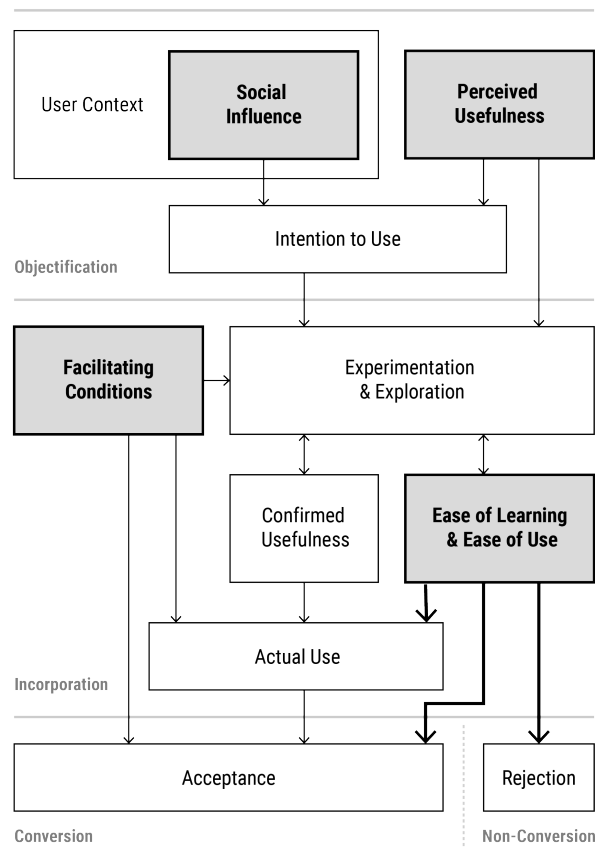 User Context
Social
Influence
Perceived
Usefulness
Intention to Use
Objectification
Facilitating
Conditions
Experimentation
& Exploration
Confirmed
Usefulness
Ease of Learning
& Ease of Use
Actual Use
Incorporation
Acceptance
Rejection
Conversion
Non-Conversion